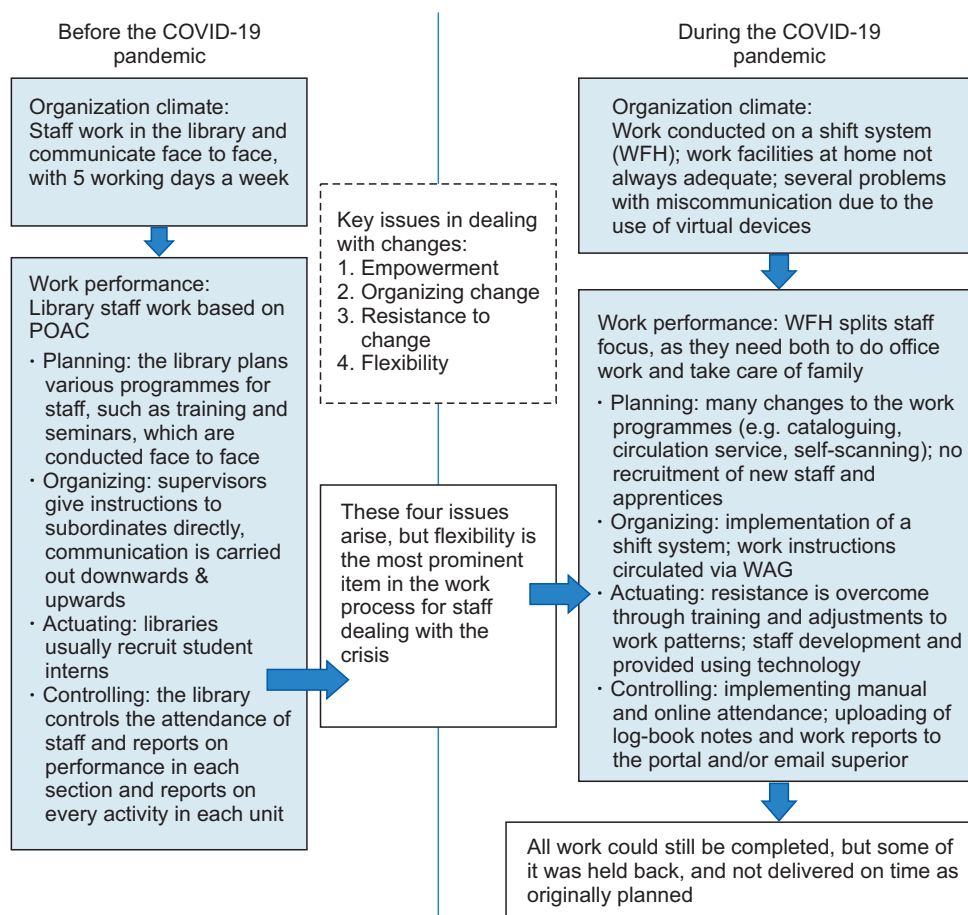 Before the COVID-19
pandemic
Organization climate:
Staff work in the library and
communicate face to face,
with 5 working days a week
Work performance:
Library staff work based on
POAC
· Planning: the library plans
various programmes for
staff, such as training and
seminars, which are
conducted face to face
· Organizing: supervisors
give instructions to
subordinates directly,
communication is carried
out downwards &
upwards
· Actuating: libraries
usually recruit student
interns
· Controlling: the library
controls the attendance of
staff and reports on
performance in each
section and reports on
every activity in each unit
Key issues in dealing
with changes:
1. Empowerment
2. Organizing change
3. Resistance to
change
4. Flexibility
These four issues
arise, but flexibility is
the most prominent
item in the work
process for staff
dealing with the
crisis
During the COVID-19
pandemic
Organization climate:
Work conducted on a shift system
(WFH); work facilities at home not
always adequate; several problems
with miscommunication due to the
use of virtual devices
Work performance: WFH splits staff
focus, as they need both to do office
work and take care of family
· Planning: many changes to the work
programmes (e.g. cataloguing,
circulation service, self-scanning); no
recruitment of new staff and
apprentices
· Organizing: implementation of a
shift system; work instructions
circulated via WAG
· Actuating: resistance is overcome
through training and adjustments to
work patterns; staff development and
provided using technology
· Controlling: implementing manual
and online attendance; uploading of
log-book notes and work reports to
the portal and/or email superior
All work could still be completed, but some of
it was held back, and not delivered on time as
originally planned